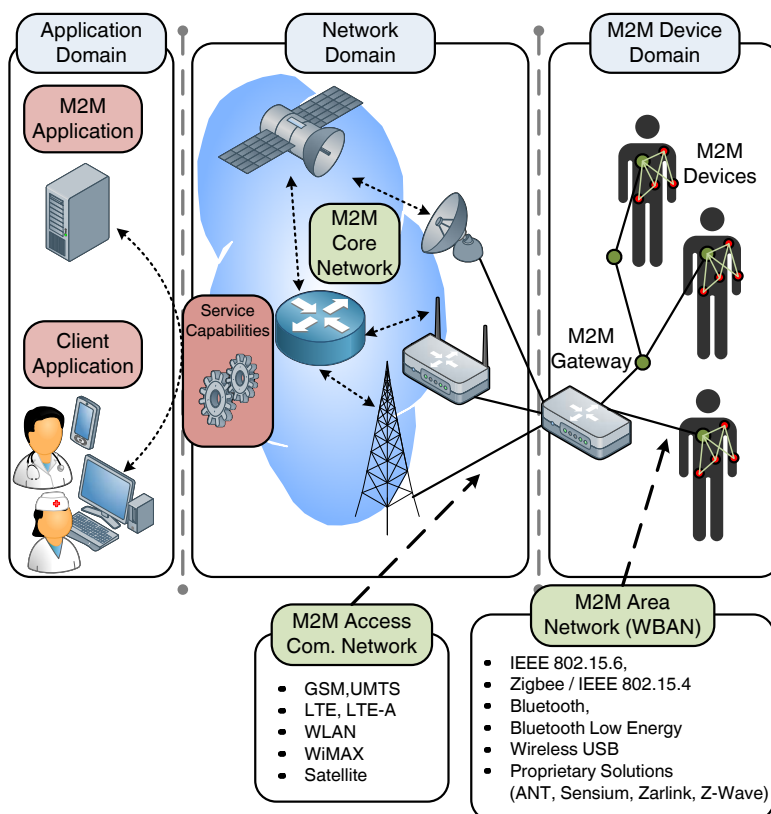 Application
Domain
Network
Domain
M2M Device
Domain
M2M
Application
M2M
Devices
M2M
Core
Network
Service
Capabilities
Client
Application
M2M
Gateway
M2M Access
Com. Network
• GSM,UMTS
• LTE, LTE-A
• WLAN
• WiMAX
• Satellite
M2M Area
Network (WBAN)
• IEEE 802.15.6,
• Zigbee / IEEE 802.15.4
• Bluetooth,
• Bluetooth Low Energy
• Wireless USB
• Proprietary Solutions
(ANT, Sensium, Zarlink, Z-Wave)